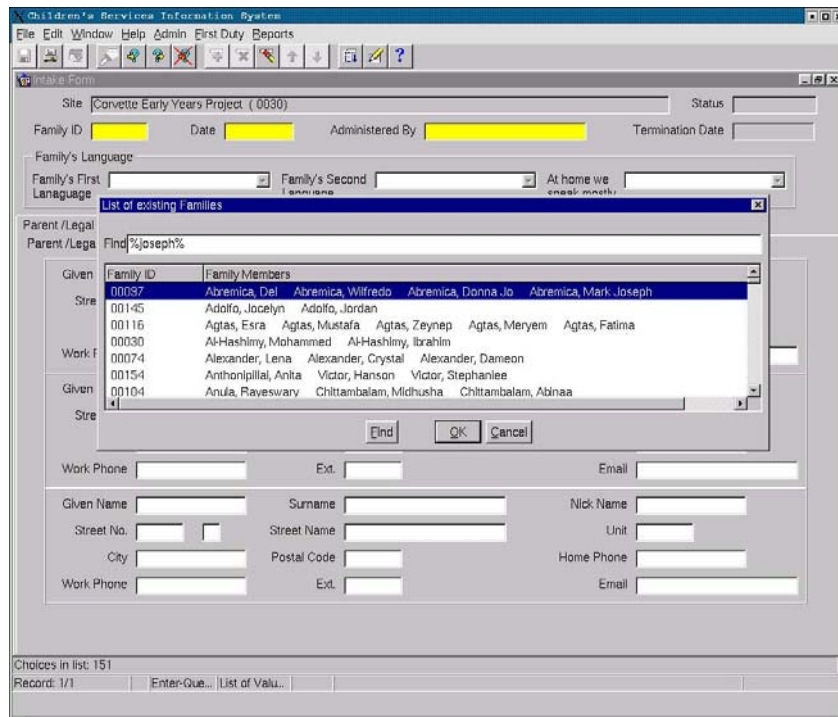 Children's Services Information System
File Edit Window Help Admin First Duty Reports
Intake Form
Site Corvette Early Years Project ( 0030) Status
Family ID Date Administered By Termination Date
Family's Language
Family's First Lanaguage Family's Second Language At home we speak mostly
List of existing Families
Parent /Legal
Parent /Lega Find %joseph%
Family ID Family Members
Given 00097 Abremica, Del Abremica, Wilfredo Abremica, Donna Jo Abremica, Mark Joseph
Stre 00145 Adolfo, Jocelyn Adolfo, Jordan
00116 Agtas, Esra Agtas, Mustafa Agtas, Zeynep Agtas, Meryem Agtas, Fatima
00030 Al-Hashimy, Mohammed Al-Hashimy, Ibrahim
Work 00074 Alexander, Lena Alexander, Crystal Alexander, Dameon
00154 Anthonipillai, Anita Victor, Hanson Victor, Stephanlee
Given 00104 Anula, Rayeswary Chittambalam, Midhusha Chittambalam, Abinaa
Stre
Find OK Cancel
Work Phone Ext. Email
Given Name Surname Nick Name
Street No. Street Name Unit
City Postal Code Home Phone
Work Phone Ext. Email
Choices in list: 151
Record: 1/1 Enter-Que... List of Valu...